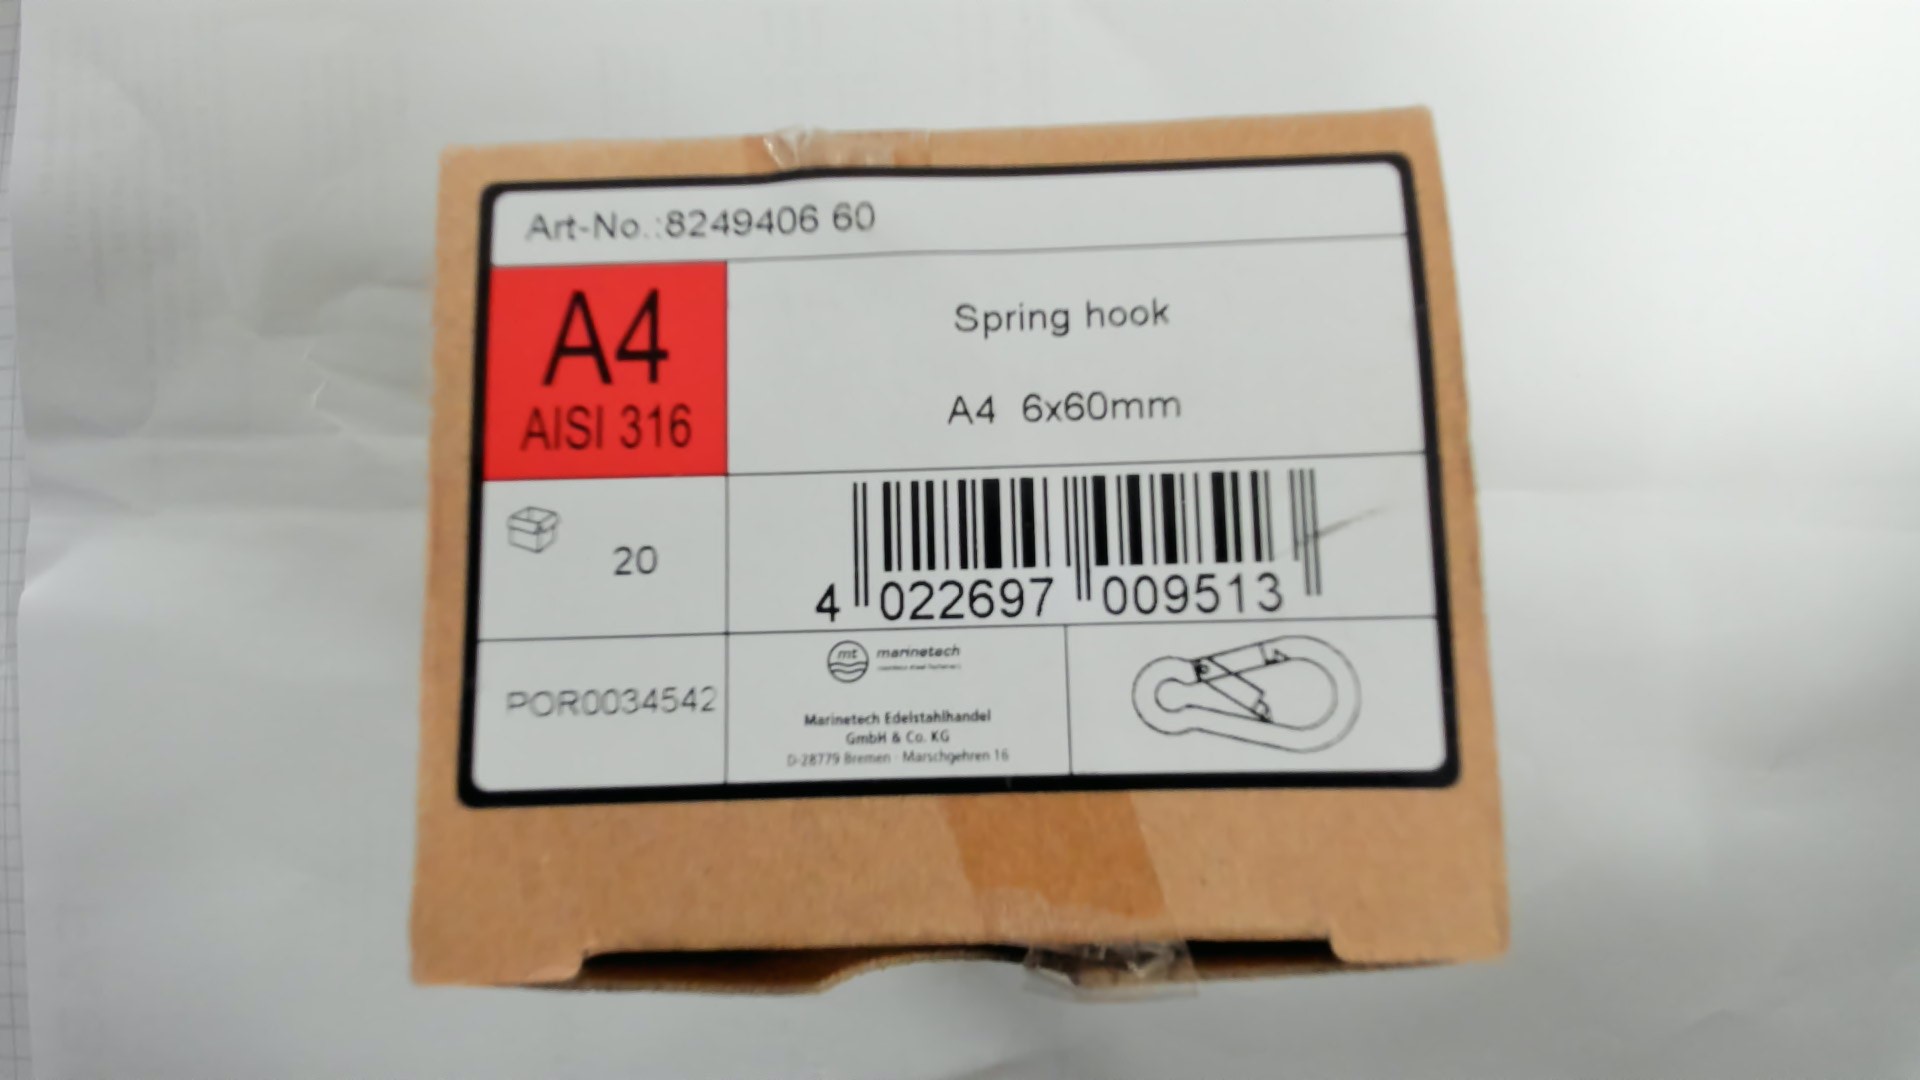 Art-No.:8249406 60
A4
AISI 316
Spring hook
A4 6x60mm
20
4 022697 009513
POR0034542
mt marinetech
Marinetech Edelstahlhandel
GmbH & Co. KG
D-28779 Bremen · Marschgehren 16